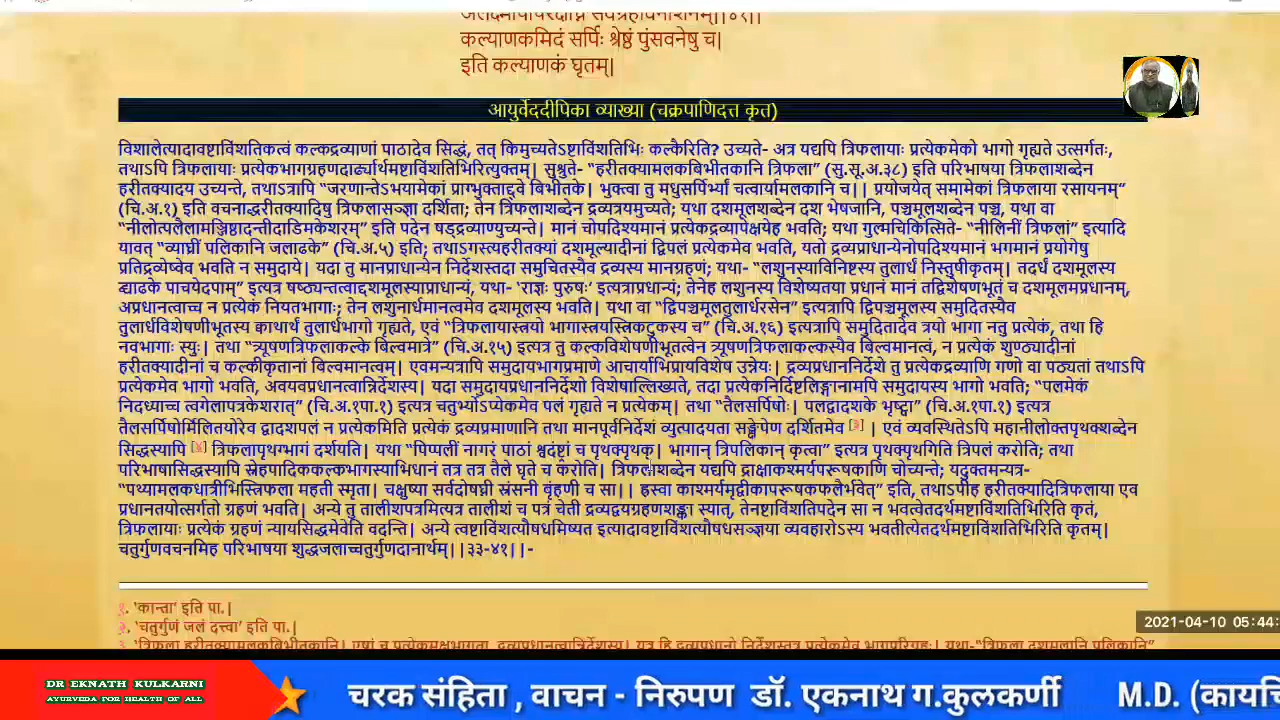 कल्याणकमिदं सर्पिः श्रेष्ठं पुंसवनेषु च|
इति कल्याणकं घृतम्|
आयुर्वेददीपिका व्याख्या (चक्रपाणिदत्त कृत)
विशालेत्यादावष्टाविंशतिकत्वं कल्कद्रव्याणां पाठादेव सिद्धं, तत् किमुच्यतेऽष्टाविंशतिभिः कल्कैरिति? उच्यते- अत्र यद्यपि त्रिफलायाः प्रत्येकमेको भागो गृह्यते उत्सर्गतः,
तथाऽपि त्रिफलायाः प्रत्येकभागग्रहणदार्ढ्यार्थमष्टाविंशतिभिरित्युक्तम्| सुश्रुते- “हरीतक्यामलकबिभीतकानि त्रिफला” (सु.सू.अ.३८) इति परिभाषया त्रिफलाशब्देन
हरीतक्यादय उच्यन्ते, तथाऽत्रापि “जरणान्तेऽभयामेकां प्राग्भुक्ताद्द्वे बिभीतके| भुक्त्वा तु मधुसर्पिर्भ्यां चत्वार्यामलकानि च|| प्रयोजयेत् समामेकां त्रिफलाया रसायनम्”
(चि.अ.१) इति वचनाद्धरीतक्यादिषु त्रिफलासञ्ज्ञा दर्शिता; तेन त्रिफलाशब्देन द्रव्यत्रयमुच्यते; यथा दशमूलशब्देन दश भेषजानि, पञ्चमूलशब्देन पञ्च, यथा वा
“नीलोत्पलैलामञ्जिष्ठादन्तीदाडिमकेशरम्” इति पदेन षड्द्रव्याण्युच्यन्ते| मानं चोपदिश्यमानं प्रत्येकद्रव्यापेक्षयेह भवति; यथा गुल्मचिकित्सिते- “नीलिनीं त्रिफलां” इत्यादि
यावत् “व्याघ्रीं पलिकानि जलाढके” (चि.अ.५) इति; तथाऽगस्त्यहरीतक्यां दशमूल्यादीनां द्विपलं प्रत्येकमेव भवति, यतो द्रव्यप्राधान्येनोपदिश्यमानं भगमानं प्रयोगेषु
प्रतिद्रव्येष्वेव भवति न समुदाये| यदा तु मानप्राधान्येन निर्देशस्तदा समुचितस्यैव द्रव्यस्य मानग्रहणं; यथा- “लशुनस्याविनिष्टस्य तुलार्धं निस्तुषीकृतम्| तदर्धं दशमूलस्य
द्व्याढके पाचयेदपाम्” इत्यत्र षष्ठ्यन्तत्वाद्दशमूलस्याप्राधान्यं, यथा- ‘राज्ञः पुरुषः’ इत्यत्राप्राधान्यं; तेनेह लशुनस्य विशेष्यतया प्रधानं मानं तद्विशेषणभूतं च दशमूलमप्रधानम्,
अप्रधानत्वाच्च न प्रत्येकं नियतभागाः; तेन लशुनार्धमानत्वमेव दशमूलस्य भवति| यथा वा “द्विपञ्चमूलतुलार्धरसेन” इत्यत्रापि द्विपञ्चमूलस्य समुदितस्यैव
तुलार्धविशेषणीभूतस्य क्वाथार्थं तुलार्धभागो गृह्यते, एवं “त्रिफलायास्त्रयो भागास्त्रयस्त्रिकटुकस्य च” (चि.अ.१६) इत्यत्रापि समुदितादेव त्रयो भागा नतु प्रत्येकं, तथा हि
नवभागाः स्युः| तथा “त्र्यूषणत्रिफलाकल्के बिल्वमात्रे” (चि.अ.१५) इत्यत्र तु कल्कविशेषणीभूतत्वेन त्र्यूषणत्रिफलाकल्कस्यैव बिल्वमानत्वं, न प्रत्येकं शुण्ठ्यादीनां
हरीतक्यादीनां च कल्कीकृतानां बिल्वमानत्वम्| एवमन्यत्रापि समुदायभागप्रमाणे आचार्याभिप्रायविशेष उन्नेयः| द्रव्यप्रधाननिर्देशे तु प्रत्येकद्रव्याणि गणो वा पठ्यतां तथाऽपि
प्रत्येकमेव भागो भवति, अवयवप्रधानत्वान्निर्देशस्य| यदा समुदायप्रधाननिर्देशो विशेषाल्लिख्यते, तदा प्रत्येकनिर्दिष्टलिङ्गानामपि समुदायस्य भागो भवति; “पलमेकं
निदध्याच्च त्वगेलापत्रकेशरात्” (चि.अ.१पा.१) इत्यत्र चतुर्भ्योऽप्येकमेव पलं गृह्यते न प्रत्येकम्| तथा “तैलसर्पिषोः| पलद्वादशके भृष्ट्वा” (चि.अ.१पा.१) इत्यत्र
तैलसर्पिषोर्मिलितयोरेव द्वादशपलं न प्रत्येकमिति प्रत्येकं द्रव्यप्रमाणानि तथा मानपूर्वनिर्देशं व्युत्पादयता सङ्क्षेपेण दर्शितमेव [३] | एवं व्यवस्थितेऽपि महानीलोक्तपृथक्शब्देन
सिद्धस्यापि [४] त्रिफलापृथग्भागं दर्शयति| यथा “पिप्पलीं नागरं पाठां श्वदंष्ट्रां च पृथक्पृथक्| भागान् त्रिपलिकान् कृत्वा” इत्यत्र पृथक्पृथगिति त्रिपलं करोति; तथा
परिभाषासिद्धस्यापि स्नेहपादिककल्कभागस्याभिधानं तत्र तत्र तैले घृते च करोति| त्रिफलाशब्देन यद्यपि द्राक्षाकाश्मर्यपरूषकाणि चोच्यन्ते; यदुक्तमन्यत्र-
“पथ्यामलकधात्रीभिस्त्रिफला महती स्मृता| चक्षुष्या सर्वदोषघ्नी स्रंसनी बृंहणी च सा|| ह्रस्वा काश्मर्यमृद्वीकापरूषकफलैर्भवेत्” इति, तथाऽपीह हरीतक्यादित्रिफलाया एव
प्रधानतयोत्सर्गतो ग्रहणं भवति| अन्ये तु तालीशपत्रमित्यत्र तालीशं च पत्रं चेती द्रव्यद्वयग्रहणशङ्का स्यात्, तेनष्टाविंशतिपदेन सा न भवत्वेतदर्थमष्टाविंशतिभिरिति कृतं,
त्रिफलायाः प्रत्येकं ग्रहणं न्यायसिद्धमेवेति वदन्ति| अन्ये त्वष्टाविंशत्यौषधमिष्यत इत्यादावष्टाविंशत्यौषधसञ्ज्ञया व्यवहारोऽस्य भवतीत्येतदर्थमष्टाविंशतिभिरिति कृतम्|
चतुर्गुणवचनमिह परिभाषया शुद्धजलाच्चतुर्गुणदानार्थम्||३३-४१||-
१. ‘कान्ता’ इति पा.|
२. ‘चतुर्गुणं जलं दत्त्वा’ इति पा.|
2021-04-10 05:44:
DR EKNATH KULKARNI
AYURVEDA FOR HEALTH OF ALL
चरक संहिता , वाचन - निरुपण डॉ. एकनाथ ग.कुलकर्णी M.D.